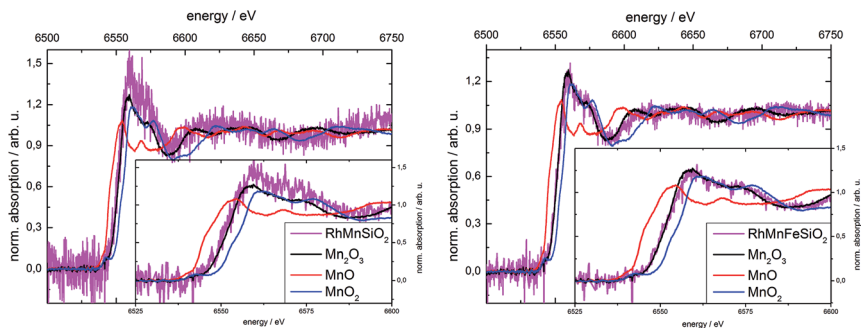 energy / eV
6500 6550 6600 6650 6700 6750
norm. absorption / arb. u.
1,5
1,2
0,9
0,6
0,3
0,0
1,5
1,0
0,5
0,0
norm. absorption / arb. u.
RhMnSiO₂
Mn₂O₃
MnO
MnO₂
6525 6550 6575 6600
energy / eV
energy / eV
6500 6550 6600 6650 6700 6750
norm. absorption / arb. u.
1,2
0,9
0,6
0,3
0,0
1,5
1,0
0,5
0,0
norm. absorption / arb. u.
RhMnFeSiO₂
Mn₂O₃
MnO
MnO₂
6525 6550 6575 6600
energy / eV